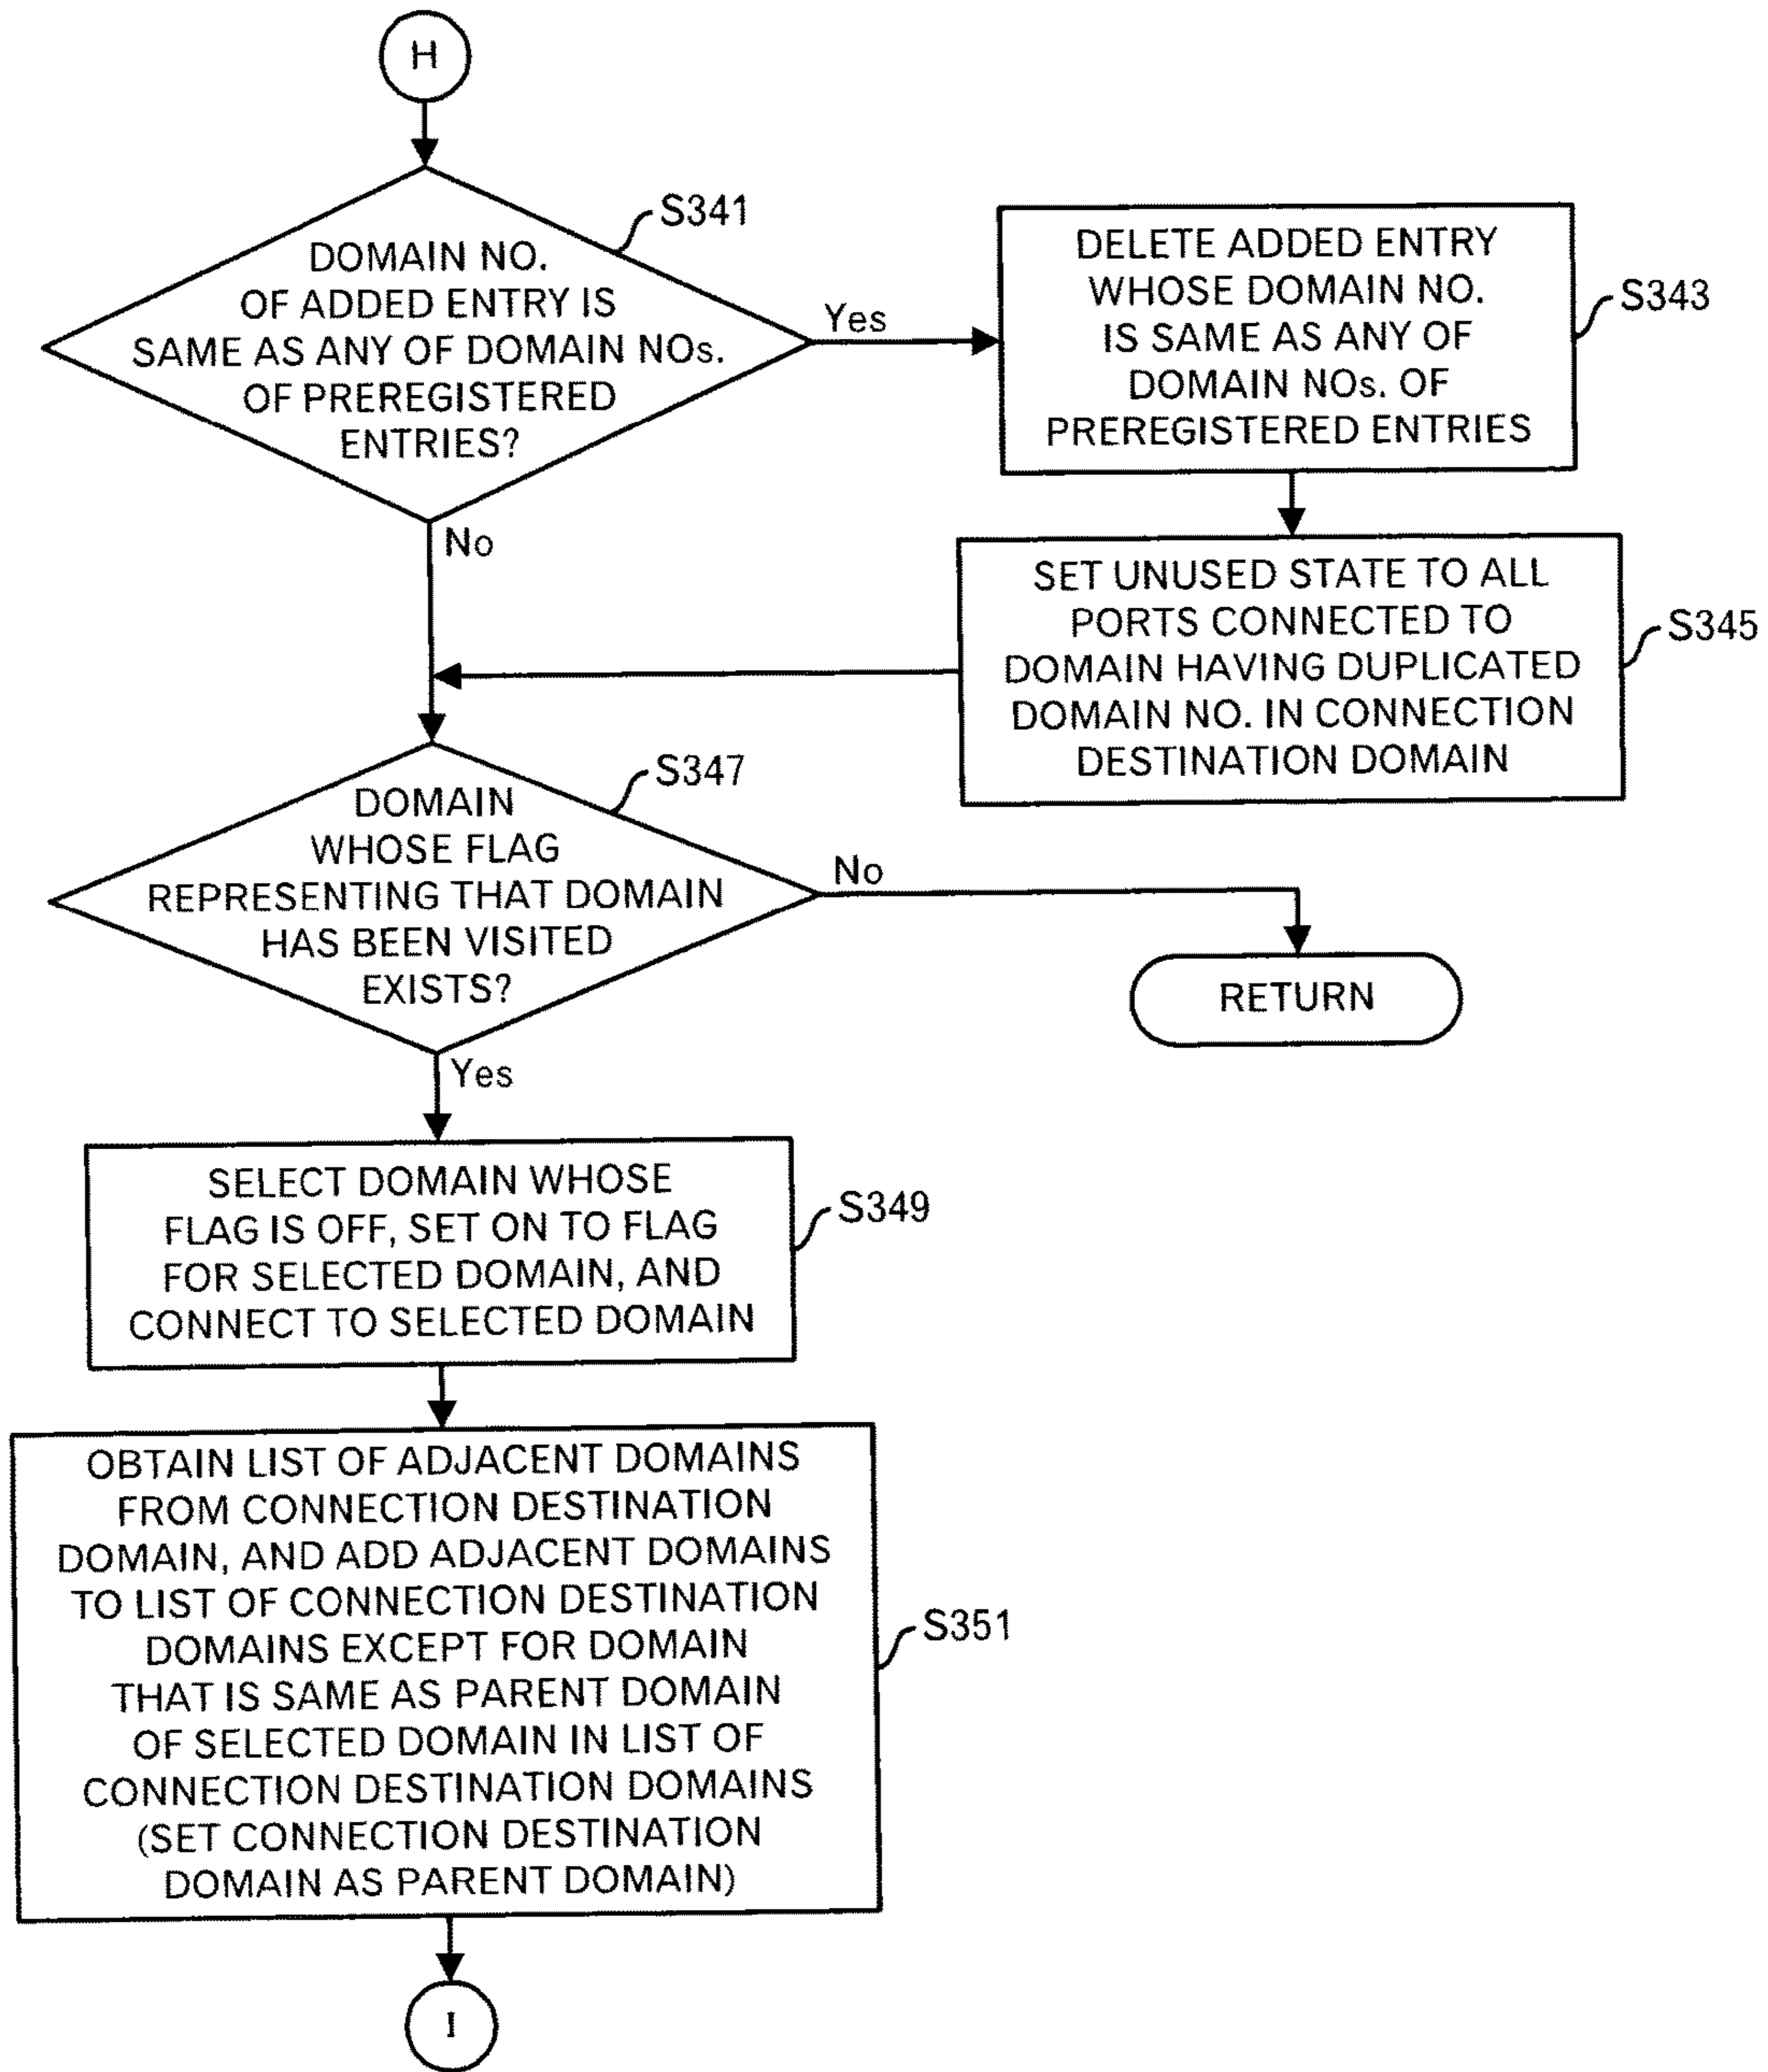 H
S341
DOMAIN NO.
OF ADDED ENTRY IS
SAME AS ANY OF DOMAIN NOs.
OF PREREGISTERED
ENTRIES?
Yes
No
DELETE ADDED ENTRY
WHOSE DOMAIN NO.
IS SAME AS ANY OF
DOMAIN NOs. OF
PREREGISTERED ENTRIES
S343
SET UNUSED STATE TO ALL
PORTS CONNECTED TO
DOMAIN HAVING DUPLICATED
DOMAIN NO. IN CONNECTION
DESTINATION DOMAIN
S345
S347
DOMAIN
WHOSE FLAG
REPRESENTING THAT DOMAIN
HAS BEEN VISITED
EXISTS?
No
RETURN
Yes
SELECT DOMAIN WHOSE
FLAG IS OFF, SET ON TO FLAG
FOR SELECTED DOMAIN, AND
CONNECT TO SELECTED DOMAIN
S349
OBTAIN LIST OF ADJACENT DOMAINS
FROM CONNECTION DESTINATION
DOMAIN, AND ADD ADJACENT DOMAINS
TO LIST OF CONNECTION DESTINATION
DOMAINS EXCEPT FOR DOMAIN
THAT IS SAME AS PARENT DOMAIN
OF SELECTED DOMAIN IN LIST OF
CONNECTION DESTINATION DOMAINS
(SET CONNECTION DESTINATION
DOMAIN AS PARENT DOMAIN)
S351
I